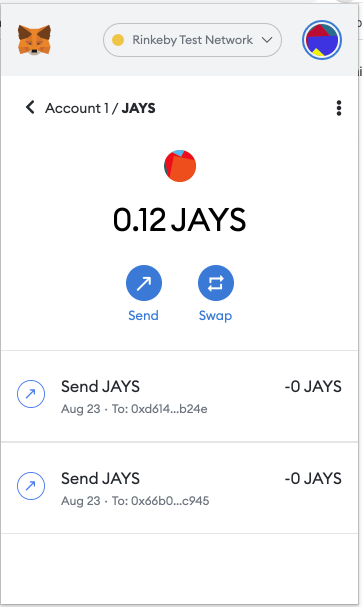 Rinkeby Test Network
Account 1 / JAYS
0.12 JAYS
Send
Swap
Send JAYS
-0 JAYS
Aug 23 · To: 0xd614...b24e
Send JAYS
-0 JAYS
Aug 23 · To: 0x66b0...c945